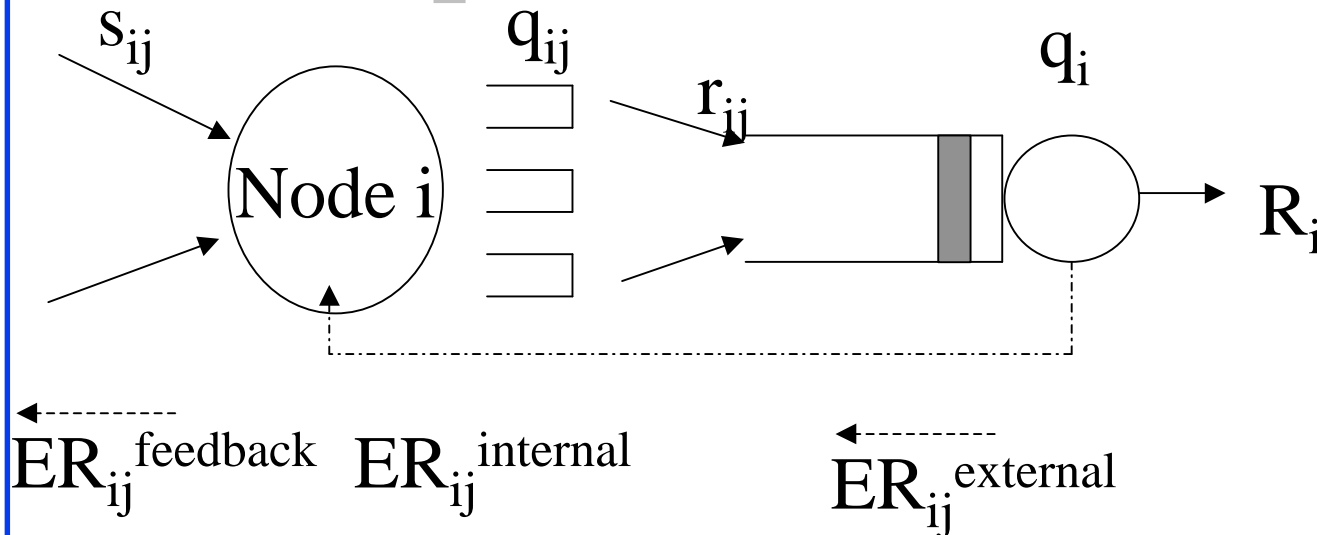 s_ij q_ij q_i
r_ij
Node i R_i
ER_ij^feedback ER_ij^internal ER_ij^external